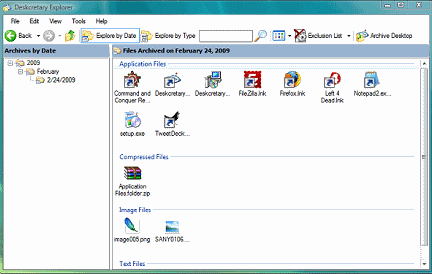 Deskcretary Explorer
File Edit View Tools Help
Back Explore by Date Explore by Type Exclusion List Archive Desktop
Archives by Date
Files Archived on February 24, 2009
2009
February
2/24/2009
Application Files
Command and Conquer Re...
Deskcretary...
Deskcretary...
FileZilla.lnk
Firefox.lnk
Left 4 Dead.lnk
Notepad2.ex...
setup.exe
TweetDeck...
Compressed Files
Application Files.folder.zip
Image Files
image005.png
SANY0106...
Text Files